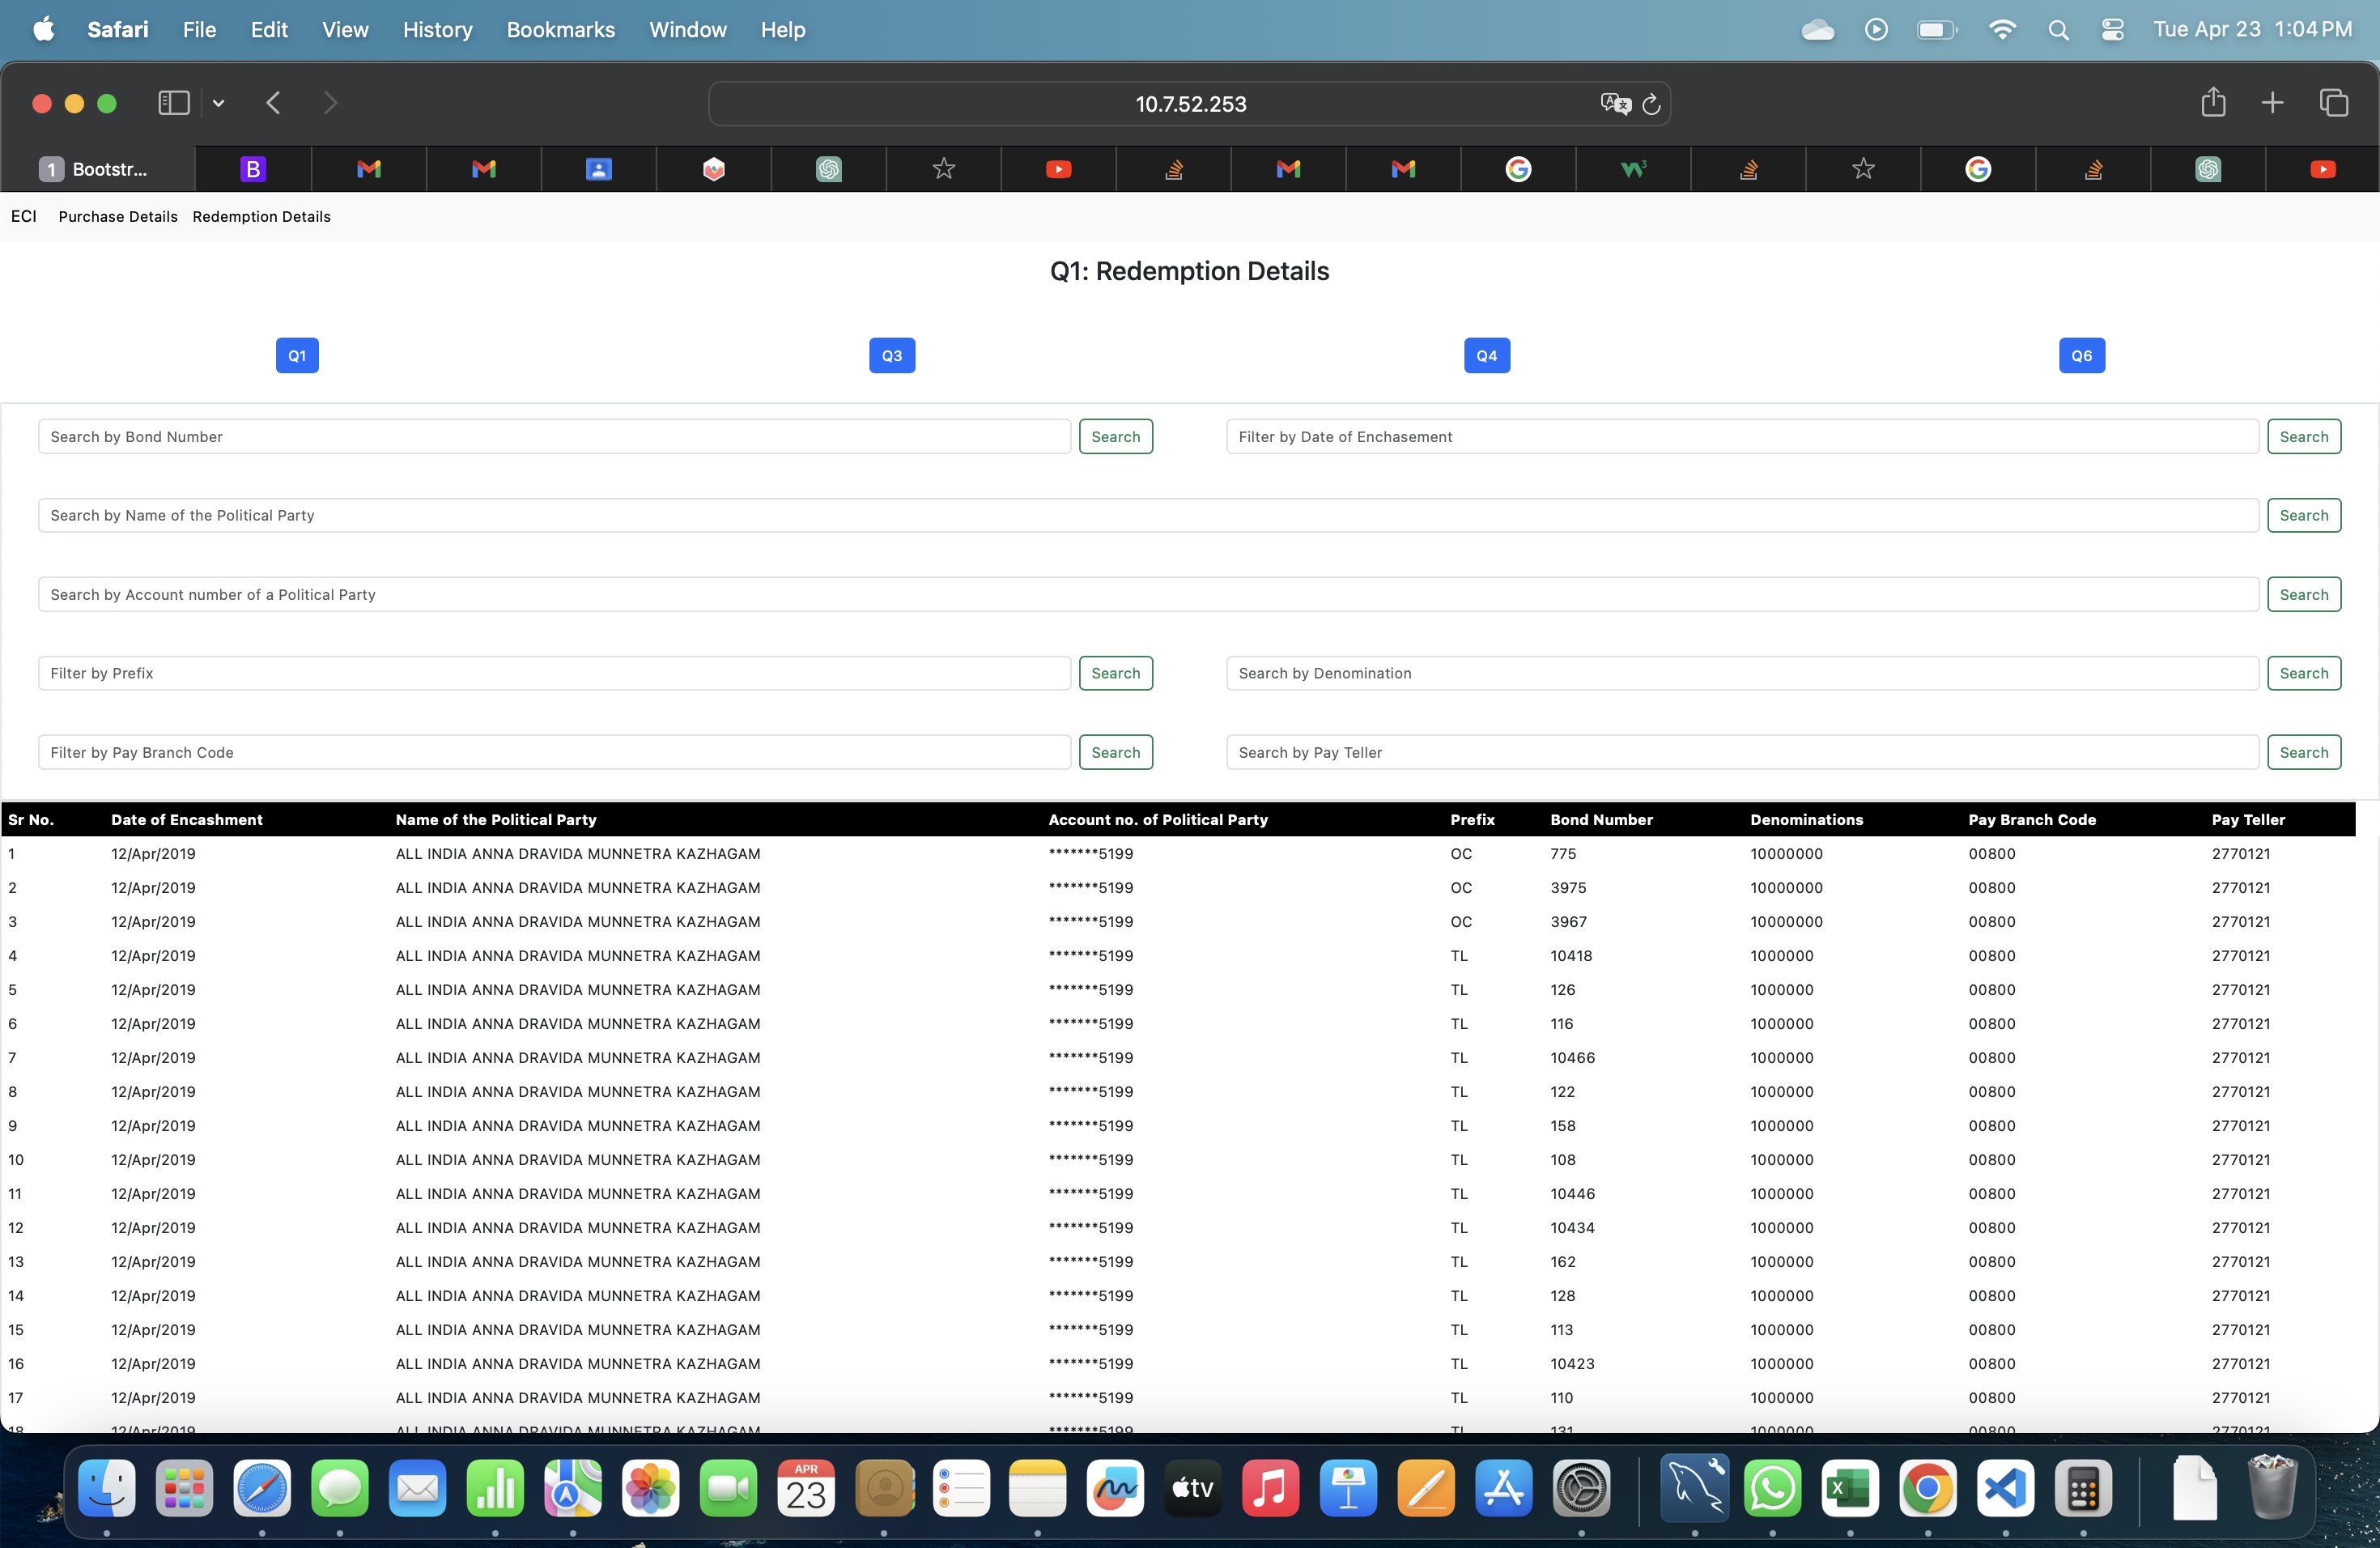 Safari File Edit View History Bookmarks Window Help Tue Apr 23 1:04 PM
10.7.52.253
1 Bootstr...
ECI Purchase Details Redemption Details
Q1: Redemption Details
Q1 Q3 Q4 Q6
Search by Bond Number Search Filter by Date of Enchasement Search
Search by Name of the Political Party Search
Search by Account number of a Political Party Search
Filter by Prefix Search Search by Denomination Search
Filter by Pay Branch Code Search Search by Pay Teller Search
Sr No. Date of Encashment Name of the Political Party Account no. of Political Party Prefix Bond Number Denominations Pay Branch Code Pay Teller
1 12/Apr/2019 ALL INDIA ANNA DRAVIDA MUNNETRA KAZHAGAM *******5199 OC 775 10000000 00800 2770121
2 12/Apr/2019 ALL INDIA ANNA DRAVIDA MUNNETRA KAZHAGAM *******5199 OC 3975 10000000 00800 2770121
3 12/Apr/2019 ALL INDIA ANNA DRAVIDA MUNNETRA KAZHAGAM *******5199 OC 3967 10000000 00800 2770121
4 12/Apr/2019 ALL INDIA ANNA DRAVIDA MUNNETRA KAZHAGAM *******5199 TL 10418 1000000 00800 2770121
5 12/Apr/2019 ALL INDIA ANNA DRAVIDA MUNNETRA KAZHAGAM *******5199 TL 126 1000000 00800 2770121
6 12/Apr/2019 ALL INDIA ANNA DRAVIDA MUNNETRA KAZHAGAM *******5199 TL 116 1000000 00800 2770121
7 12/Apr/2019 ALL INDIA ANNA DRAVIDA MUNNETRA KAZHAGAM *******5199 TL 10466 1000000 00800 2770121
8 12/Apr/2019 ALL INDIA ANNA DRAVIDA MUNNETRA KAZHAGAM *******5199 TL 122 1000000 00800 2770121
9 12/Apr/2019 ALL INDIA ANNA DRAVIDA MUNNETRA KAZHAGAM *******5199 TL 158 1000000 00800 2770121
10 12/Apr/2019 ALL INDIA ANNA DRAVIDA MUNNETRA KAZHAGAM *******5199 TL 108 1000000 00800 2770121
11 12/Apr/2019 ALL INDIA ANNA DRAVIDA MUNNETRA KAZHAGAM *******5199 TL 10446 1000000 00800 2770121
12 12/Apr/2019 ALL INDIA ANNA DRAVIDA MUNNETRA KAZHAGAM *******5199 TL 10434 1000000 00800 2770121
13 12/Apr/2019 ALL INDIA ANNA DRAVIDA MUNNETRA KAZHAGAM *******5199 TL 162 1000000 00800 2770121
14 12/Apr/2019 ALL INDIA ANNA DRAVIDA MUNNETRA KAZHAGAM *******5199 TL 128 1000000 00800 2770121
15 12/Apr/2019 ALL INDIA ANNA DRAVIDA MUNNETRA KAZHAGAM *******5199 TL 113 1000000 00800 2770121
16 12/Apr/2019 ALL INDIA ANNA DRAVIDA MUNNETRA KAZHAGAM *******5199 TL 10423 1000000 00800 2770121
17 12/Apr/2019 ALL INDIA ANNA DRAVIDA MUNNETRA KAZHAGAM *******5199 TL 110 1000000 00800 2770121
18 12/Apr/2019 ALL INDIA ANNA DRAVIDA MUNNETRA KAZHAGAM *******5199 TL 131 1000000 00800 2770121
APR
23
tv